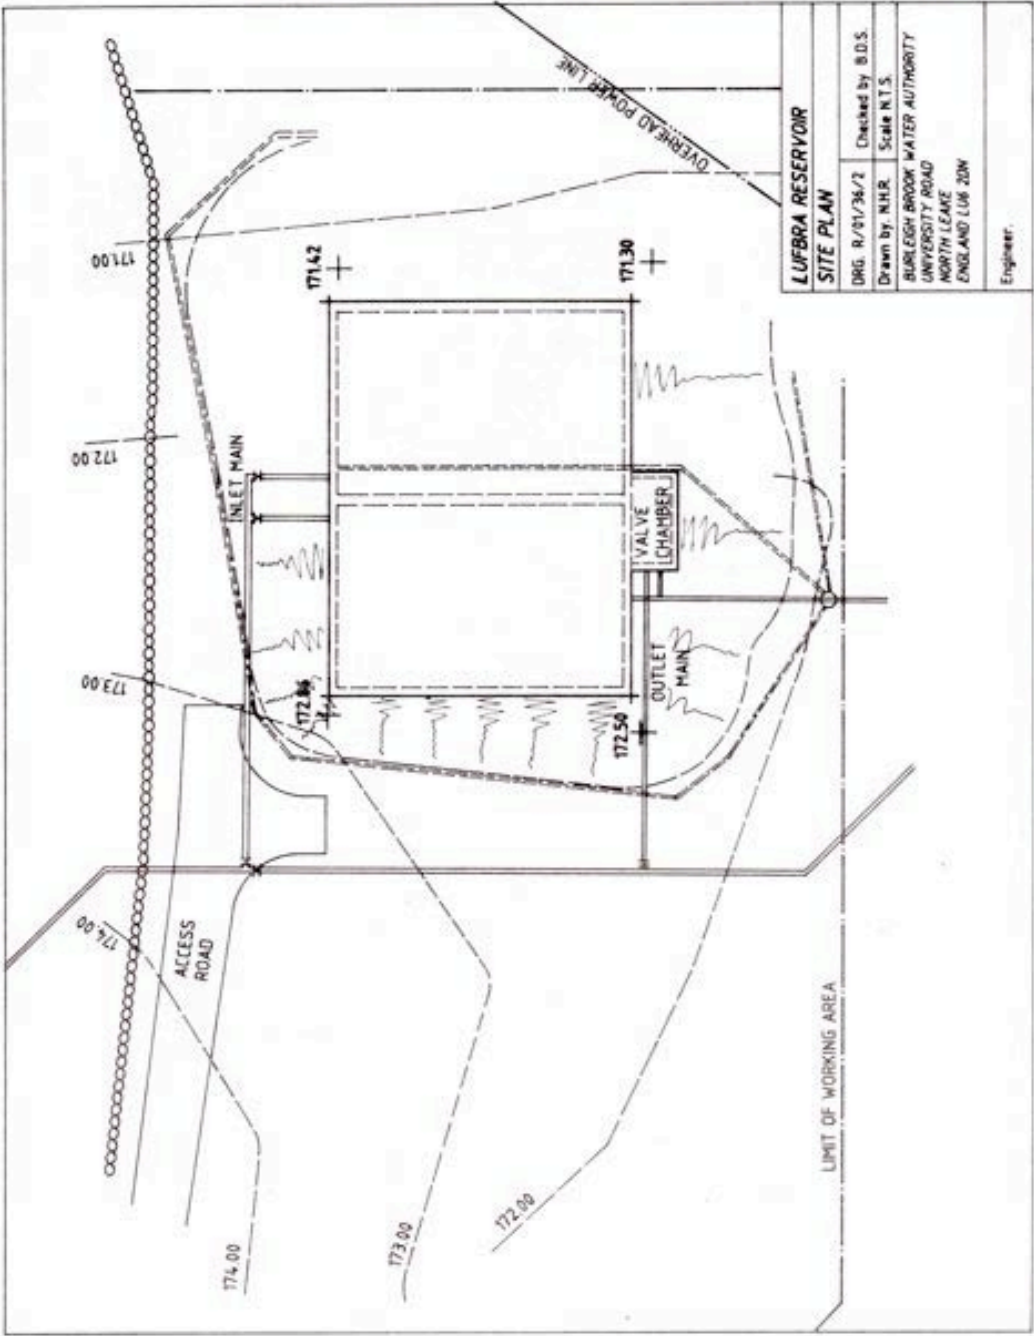 174.00
173.00
172.00
171.00
ACCESS
ROAD
INLET MAIN
172.86
171.42
VALVE
CHAMBER
OUTLET
MAIN
172.50
171.30
174.00
173.00
172.00
OVERHEAD POWER LINE
LIMIT OF WORKING AREA
LUFBRA RESERVOIR
SITE PLAN
DRG. R/01/36/2 Checked by B.D.S.
Drawn by. N.H.R. Scale N.T.S.
BURLEIGH BROOK WATER AUTHORITY
UNIVERSITY ROAD
NORTH LEAKE
ENGLAND LU6 2DN
Engineer.